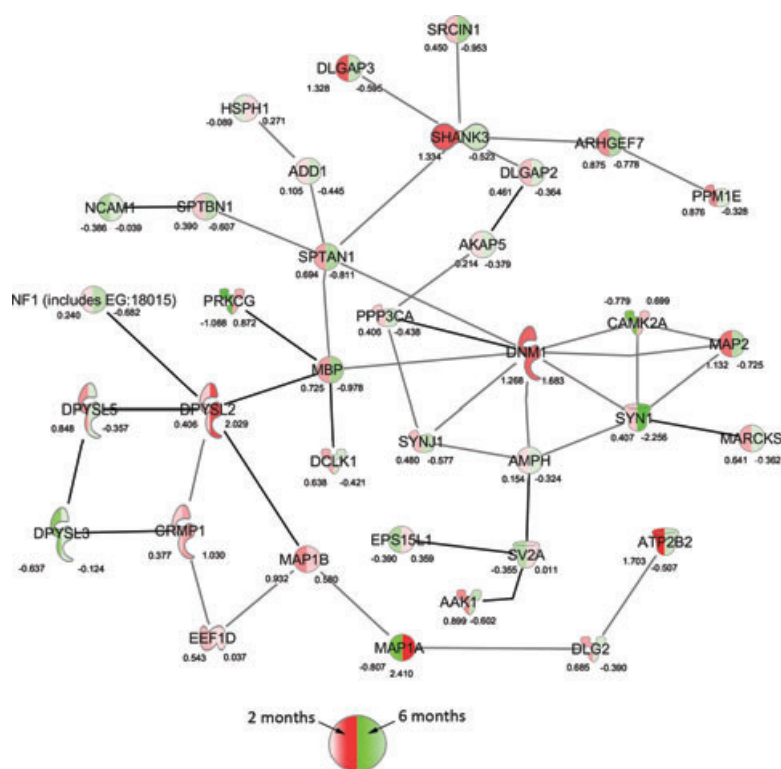 SRCIN1
0.450 -0.953
DLGAP3
1.328 -0.595
HSPH1
-0.089 0.271
SHANK3
1.334 -0.523
ARHGEF7
0.875 -0.778
ADD1
0.105 -0.445
DLGAP2
0.461 -0.364
PPM1E
0.876 -0.328
NCAM1
-0.386 -0.039
SPTBN1
0.390 -0.607
AKAP5
0.214 -0.379
SPTAN1
0.694 -0.811
NF1 (includes EG:18015)
0.240 -0.682
PRKCG
-1.088 0.872
PPP3CA
0.406 -0.438
-0.779 0.699
CAMK2A
MAP2
1.132 -0.725
DNM1
1.268 1.683
MBP
0.725 -0.978
DPYSL5
0.848 -0.357
DPYSL2
0.406 2.029
SYN1
0.407 -2.256
MARCKS
0.641 -0.362
SYNJ1
0.480 -0.577
DCLK1
0.638 -0.421
AMPH
0.154 -0.324
DPYSL3
-0.637 -0.124
CRMP1
0.377 1.030
EPS15L1
-0.390 0.359
SV2A
-0.355 0.011
ATP2B2
1.703 -0.507
MAP1B
0.932 0.580
AAK1
0.899 -0.602
EEF1D
0.543 0.037
MAP1A
-0.807 2.410
DLG2
0.685 -0.390
2 months 6 months